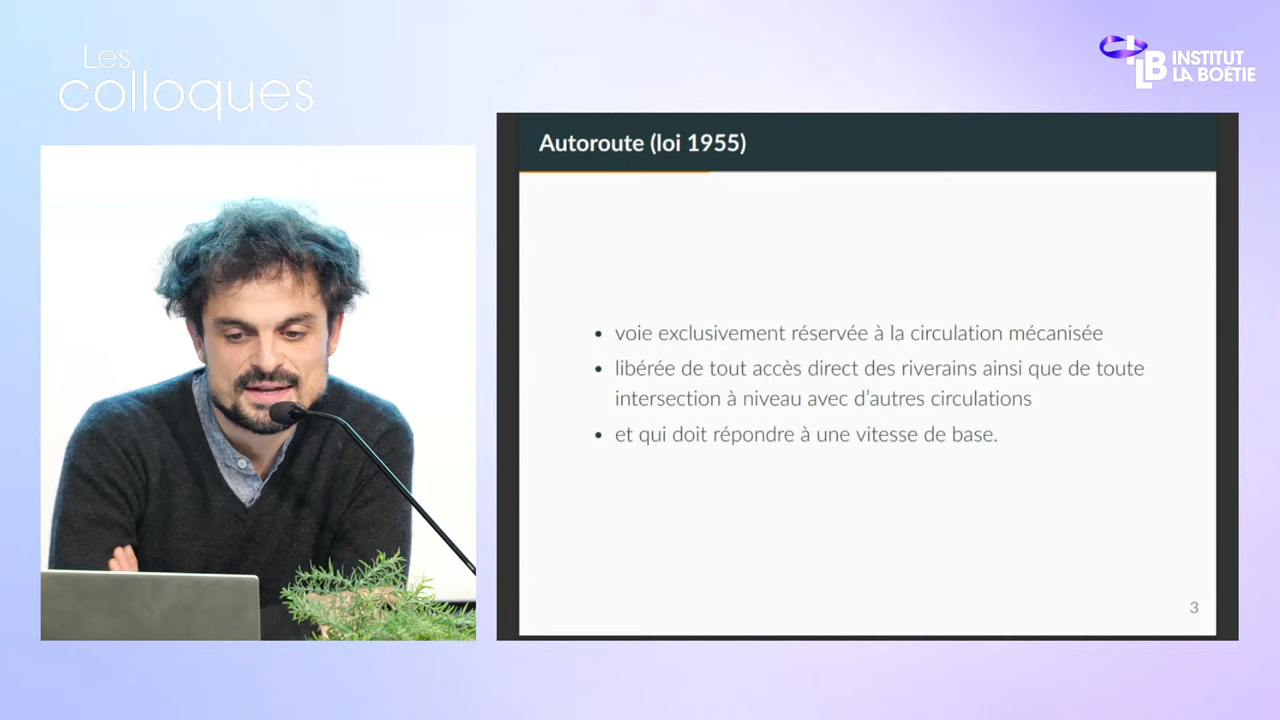 Les
colloques
INSTITUT
LA BOÉTIE
Autoroute (loi 1955)
• voie exclusivement réservée à la circulation mécanisée
• libérée de tout accès direct des riverains ainsi que de toute
intersection à niveau avec d'autres circulations
• et qui doit répondre à une vitesse de base.
3